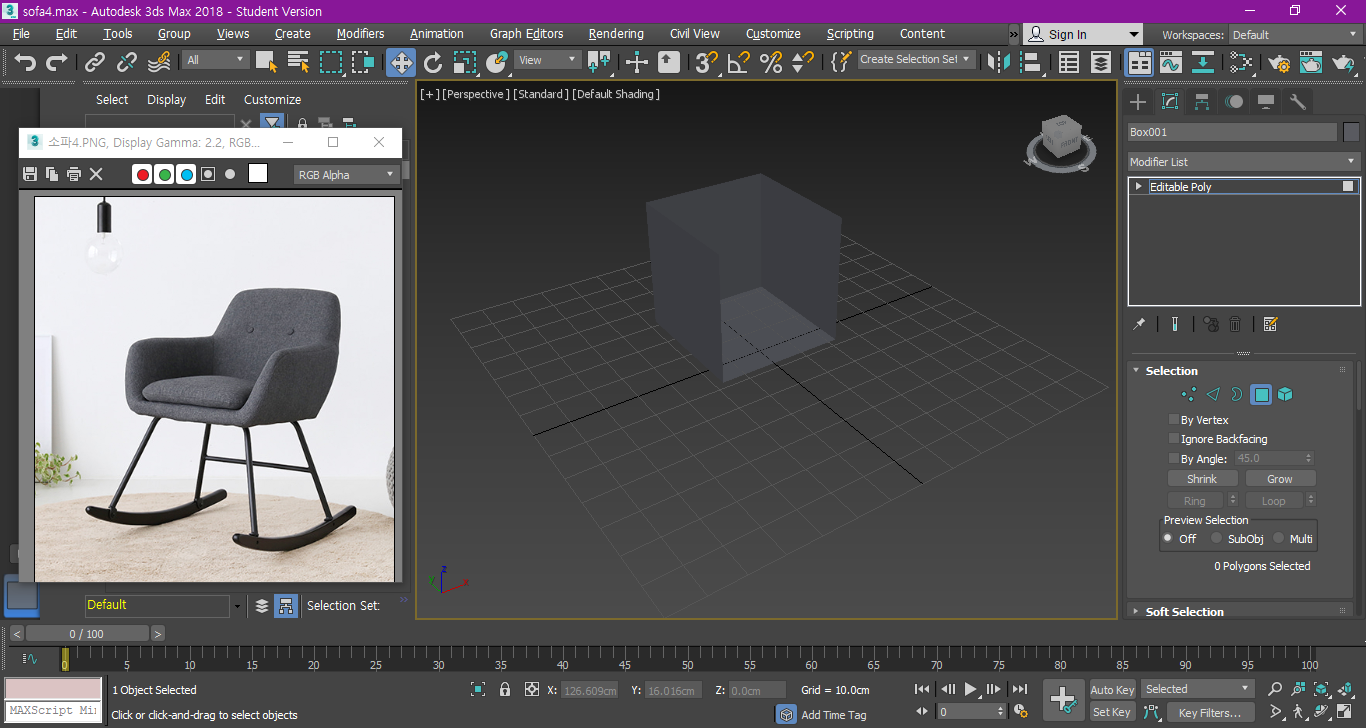 sofa4.max - Autodesk 3ds Max 2018 - Student Version
File Edit Tools Group Views Create Modifiers Animation Graph Editors Rendering Civil View Customize Scripting Content » Sign In Workspaces: Default
All View Create Selection Set
Select Display Edit Customize
[+] [Perspective] [Standard] [Default Shading]
소파4.PNG, Display Gamma: 2.2, RGB...
RGB Alpha
Box001
Modifier List
Editable Poly
Selection
By Vertex
Ignore Backfacing
By Angle: 45.0
Shrink Grow
Ring Loop
Preview Selection
Off SubObj Multi
0 Polygons Selected
Soft Selection
z
x
Default Selection Set: »
< 0 / 100 >
0 5 10 15 20 25 30 35 40 45 50 55 60 65 70 75 80 85 90 95 100
1 Object Selected X: 126.609cm Y: 16.016cm Z: 0.0cm Grid = 10.0cm Auto Key Selected
MAXScript Mi
Click or click-and-drag to select objects Add Time Tag 0 Set Key Key Filters...